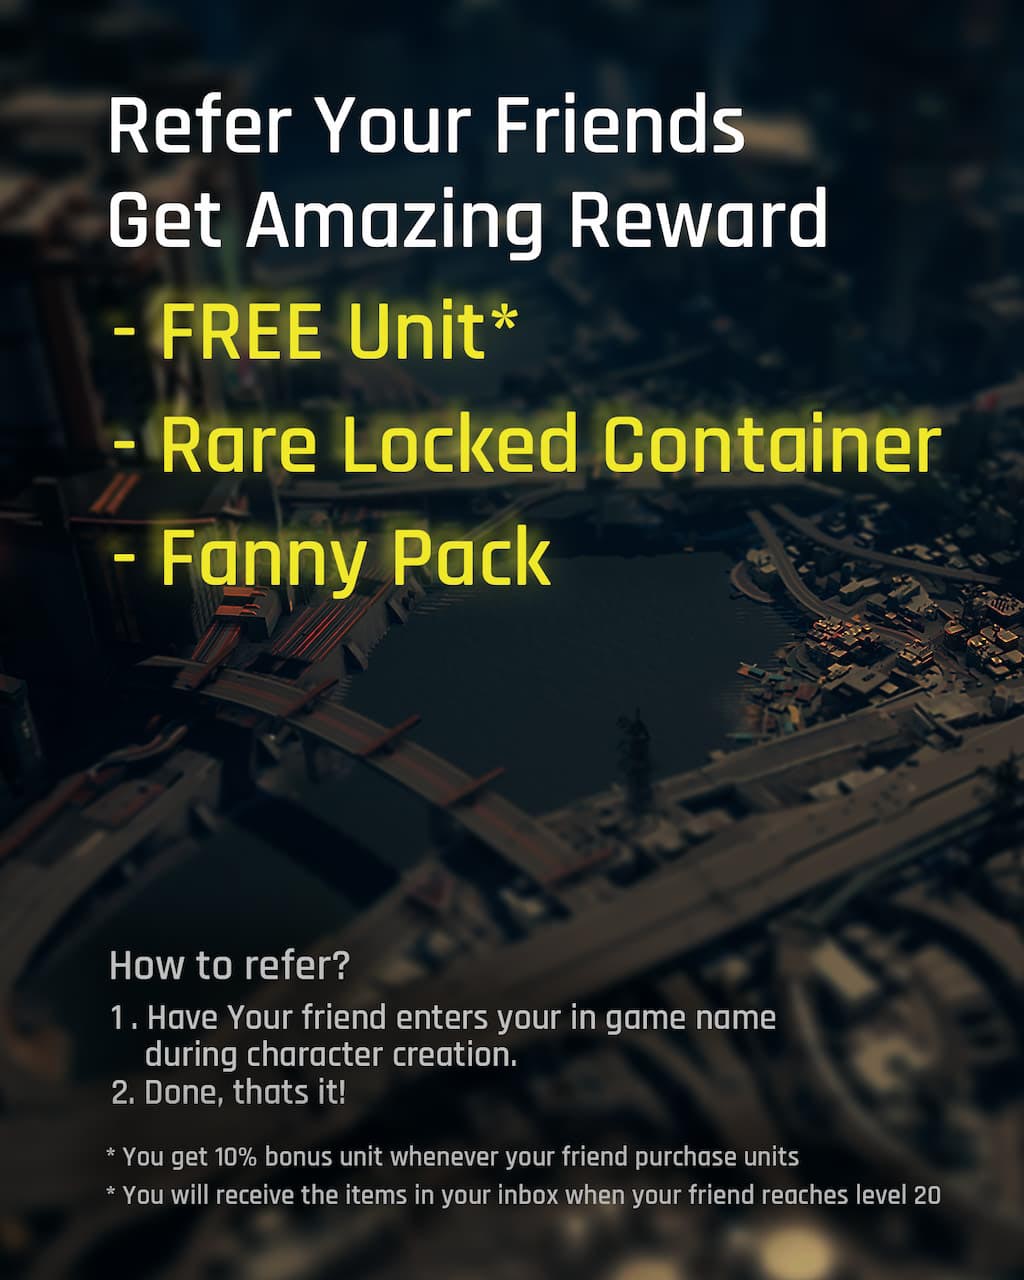 Refer Your Friends
Get Amazing Reward
- FREE Unit*
- Rare Locked Container
- Fanny Pack
How to refer?
1. Have Your friend enters your in game name
during character creation.
2. Done, thats it!
* You get 10% bonus unit whenever your friend purchase units
* You will receive the items in your inbox when your friend reaches level 20